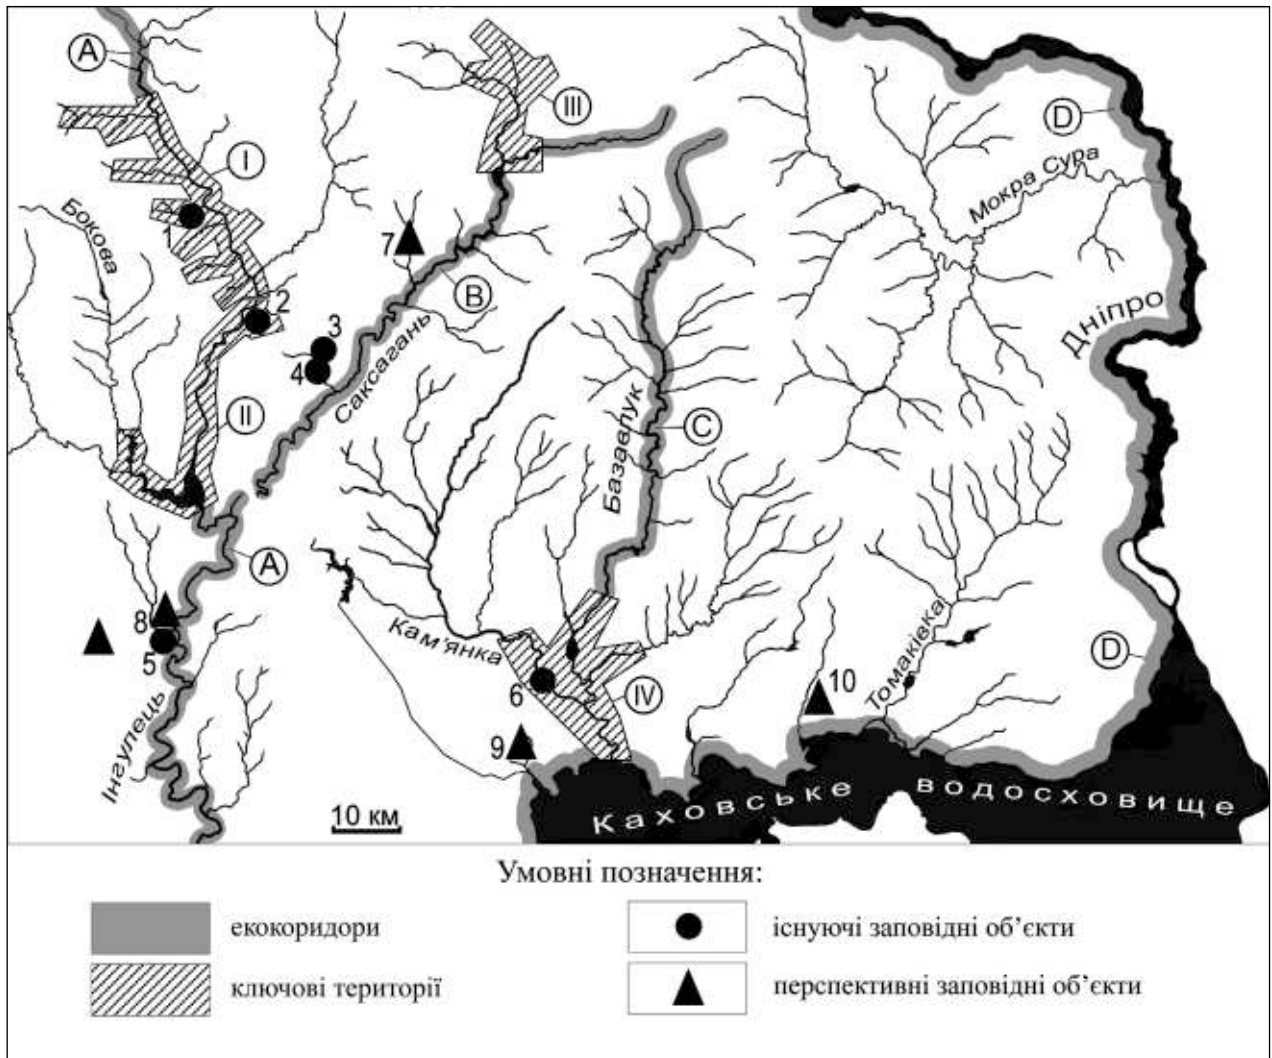 A
I
III
D
Бокова
Мокра Сура
7
B
2
3
4
Саксагань
Дніпро
II
Базавлук
C
A
8
5
Кам'янка
6
IV
Томаківка
10
D
9
Інгулець
10 км
Каховське водосховище
Умовні позначення:
екокоридори
існуючі заповідні об’єкти
ключові території
перспективні заповідні об’єкти